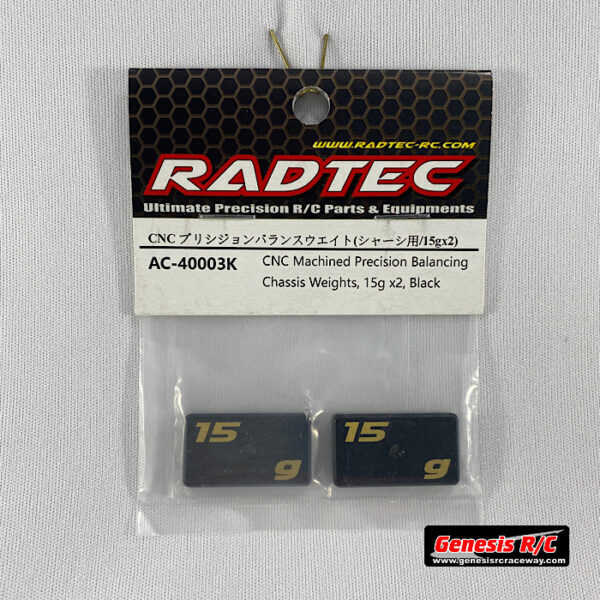 WWW.RADTEC-RC.COM
RADTEC
Ultimate Precision R/C Parts & Equipments
CNC プリシジョンバランスウエイト(シャーシ用/15gx2)
AC-40003K
CNC Machined Precision Balancing
Chassis Weights, 15g x2, Black
15
g
15
g
Genesis R/C
www.genesisrcraceway.com